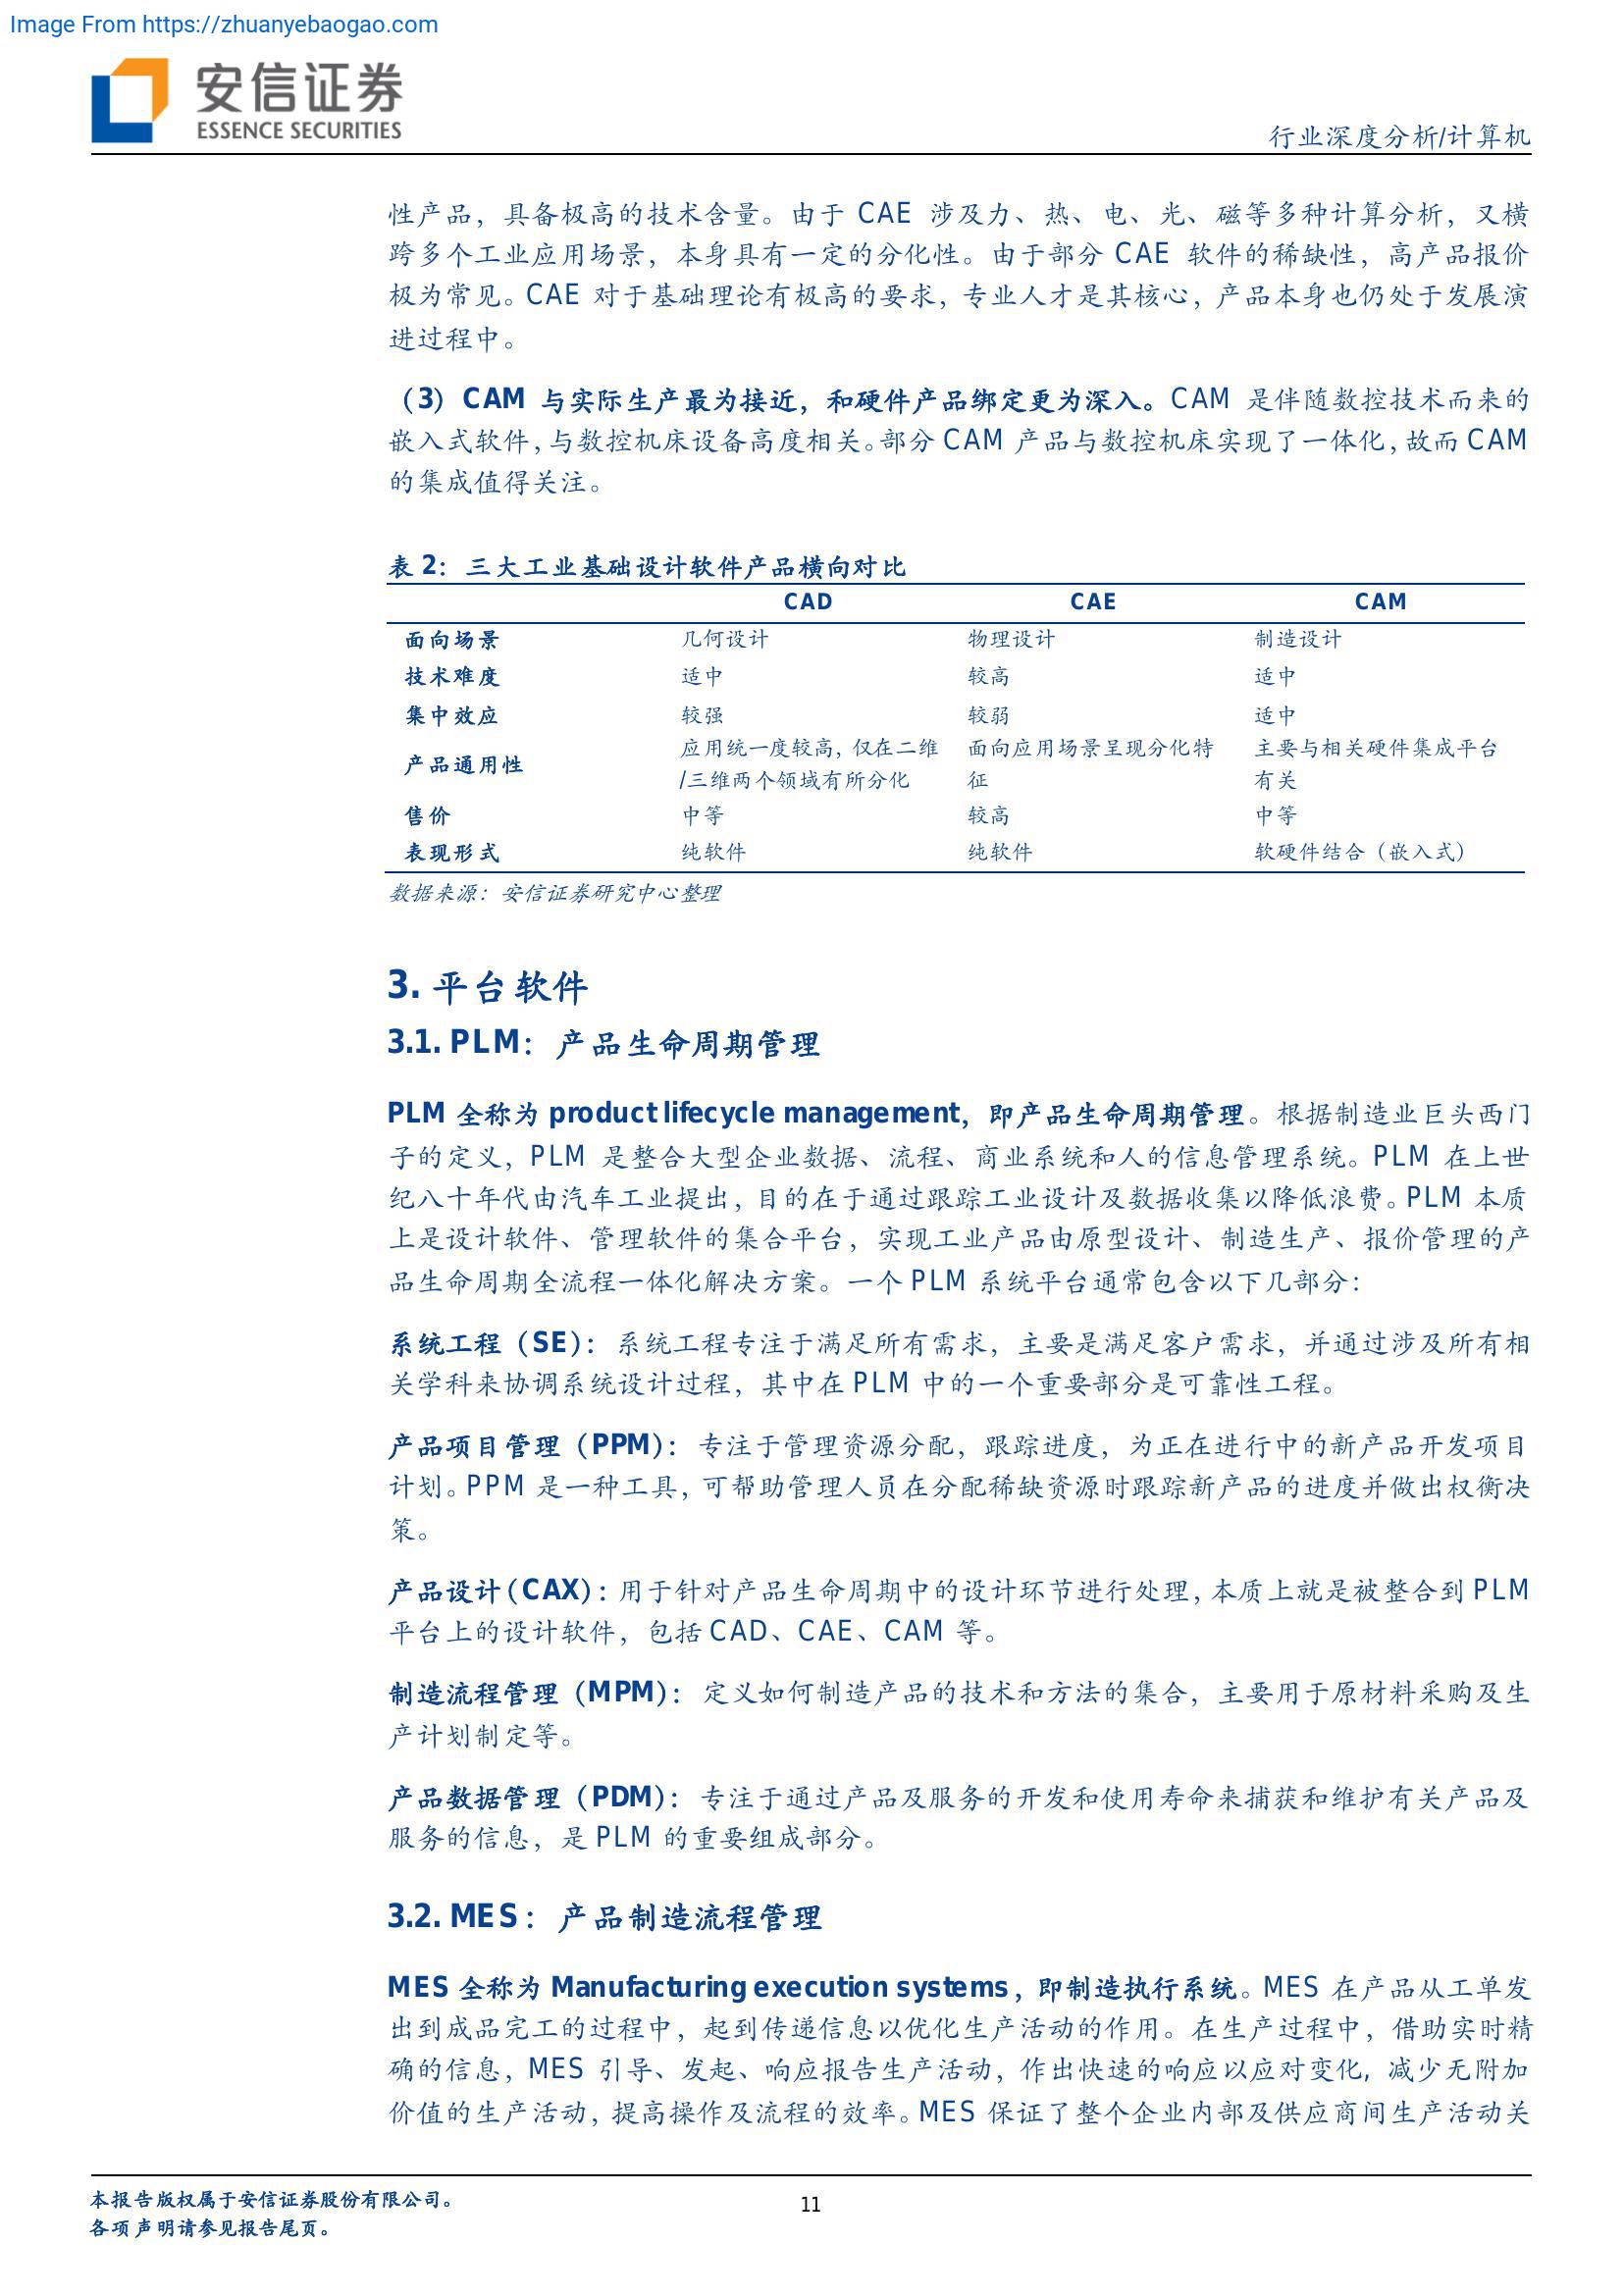 Image From https://zhuanyebaogao.com
安信证券
ESSENCE SECURITIES
行业深度分析/计算机
性产品，具备极高的技术含量。由于 CAE 涉及力、热、电、光、磁等多种计算分析，又横
跨多个工业应用场景，本身具有一定的分化性。由于部分 CAE 软件的稀缺性，高产品报价
极为常见。CAE 对于基础理论有极高的要求，专业人才是其核心，产品本身也仍处于发展演
进过程中。
（3）CAM 与实际生产最为接近，和硬件产品绑定更为深入。CAM 是伴随数控技术而来的
嵌入式软件，与数控机床设备高度相关。部分 CAM 产品与数控机床实现了一体化，故而 CAM
的集成值得关注。
表 2：三大工业基础设计软件产品横向对比
CAD CAE CAM
面向场景 几何设计 物理设计 制造设计
技术难度 适中 较高 适中
集中效应 较强 较弱 适中
产品通用性 应用统一度较高，仅在二维/三维两个领域有所分化 面向应用场景呈现分化特征 主要与相关硬件集成平台有关
售价 中等 较高 中等
表现形式 纯软件 纯软件 软硬件结合（嵌入式）
数据来源：安信证券研究中心整理
3. 平台软件
3.1. PLM：产品生命周期管理
PLM 全称为 product lifecycle management，即产品生命周期管理。根据制造业巨头西门
子的定义，PLM 是整合大型企业数据、流程、商业系统和人的信息管理系统。PLM 在上世
纪八十年代由汽车工业提出，目的在于通过跟踪工业设计及数据收集以降低浪费。PLM 本质
上是设计软件、管理软件的集合平台，实现工业产品由原型设计、制造生产、报价管理的产
品生命周期全流程一体化解决方案。一个 PLM 系统平台通常包含以下几部分：
系统工程（SE）：系统工程专注于满足所有需求，主要是满足客户需求，并通过涉及所有相
关学科来协调系统设计过程，其中在 PLM 中的一个重要部分是可靠性工程。
产品项目管理（PPM）：专注于管理资源分配，跟踪进度，为正在进行中的新产品开发项目
计划。PPM 是一种工具，可帮助管理人员在分配稀缺资源时跟踪新产品的进度并做出权衡决
策。
产品设计（CAX）：用于针对产品生命周期中的设计环节进行处理，本质上就是被整合到 PLM
平台上的设计软件，包括 CAD、CAE、CAM 等。
制造流程管理（MPM）：定义如何制造产品的技术和方法的集合，主要用于原材料采购及生
产计划制定等。
产品数据管理（PDM）：专注于通过产品及服务的开发和使用寿命来捕获和维护有关产品及
服务的信息，是 PLM 的重要组成部分。
3.2. MES：产品制造流程管理
MES 全称为 Manufacturing execution systems，即制造执行系统。MES 在产品从工单发
出到成品完工的过程中，起到传递信息以优化生产活动的作用。在生产过程中，借助实时精
确的信息，MES 引导、发起、响应报告生产活动，作出快速的响应以应对变化，减少无附加
价值的生产活动，提高操作及流程的效率。MES 保证了整个企业内部及供应商间生产活动关
本报告版权属于安信证券股份有限公司。
各项声明请参见报告尾页。
11